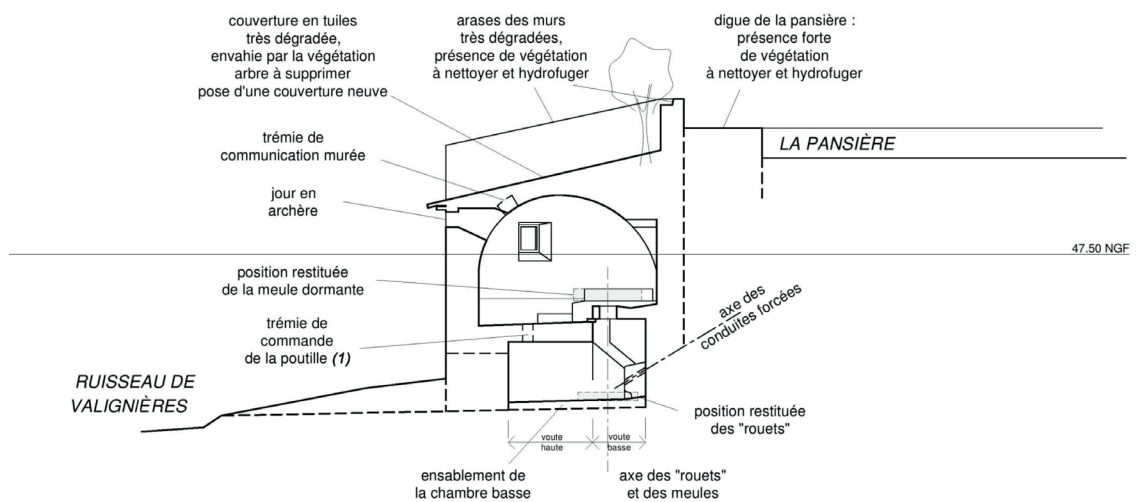 couverture en tuiles
très dégradée,
envahie par la végétation
arbre à supprimer
pose d'une couverture neuve
arases des murs
très dégradées,
présence de végétation
à nettoyer et hydrofuger
digue de la pansière :
présence forte
de végétation
à nettoyer et hydrofuger
LA PANSIÈRE
trémie de
communication murée
jour en
archère
47.50 NGF
position restituée
de la meule dormante
axe des
conduites forcées
trémie de
commande
de la poutille (1)
RUISSEAU DE
VALIGNIÈRES
position restituée
des "rouets"
voute
haute
voute
basse
ensablement de
la chambre basse
axe des "rouets"
et des meules